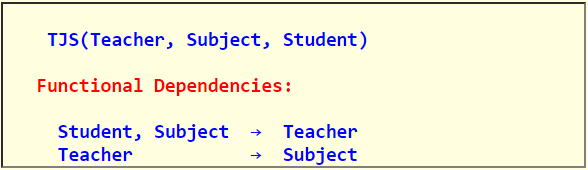 TJS(Teacher, Subject, Student)
Functional Dependencies:
Student, Subject → Teacher
Teacher → Subject